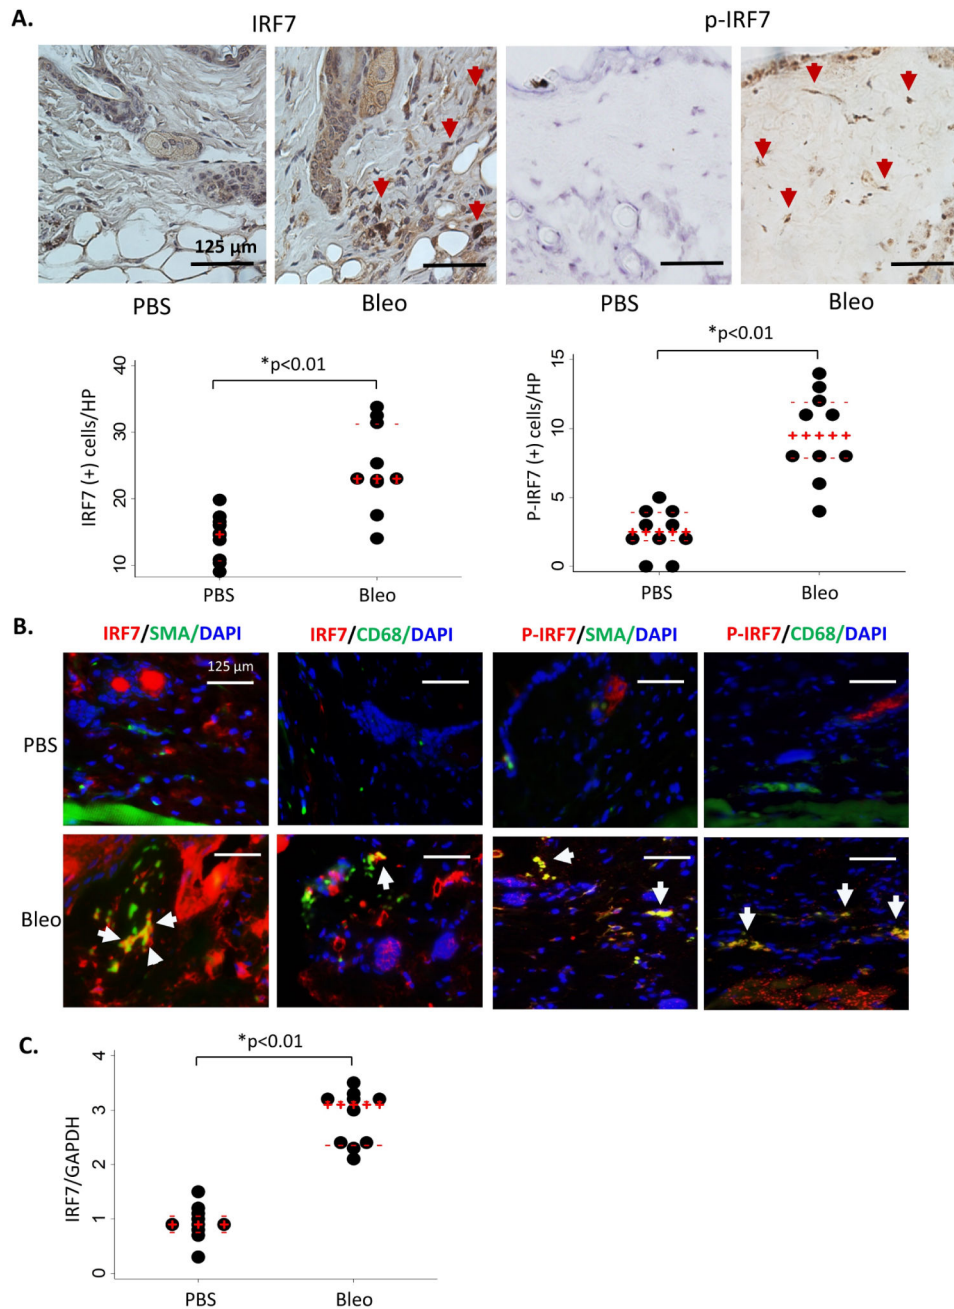 A.
IRF7
p-IRF7
125 µm
PBS
Bleo
PBS
Bleo
*p<0.01
IRF7 (+) cells/HP
40
30
20
10
PBS
Bleo
*p<0.01
P-IRF7 (+) cells/HP
15
10
5
0
PBS
Bleo
B.
IRF7/SMA/DAPI
IRF7/CD68/DAPI
P-IRF7/SMA/DAPI
P-IRF7/CD68/DAPI
125 µm
PBS
Bleo
C.
*p<0.01
IRF7/GAPDH
4
3
2
1
0
PBS
Bleo